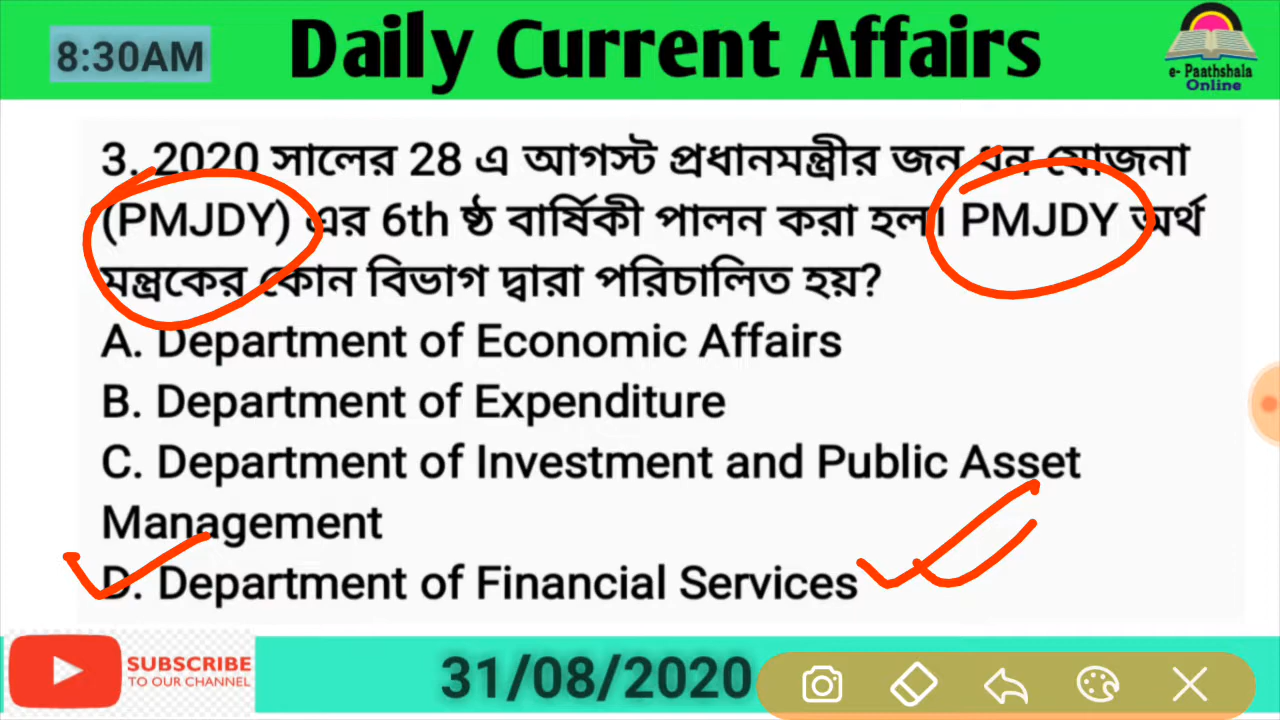 8:30AM
Daily Current Affairs
e- Paathshala
Online
3. 2020 সালের 28 এ আগস্ট প্রধানমন্ত্রীর জন ধন যোজনা
(PMJDY) এর 6th ষ্ঠ বার্ষিকী পালন করা হল। PMJDY অর্থ
মন্ত্রকের কোন বিভাগ দ্বারা পরিচালিত হয়?
A. Department of Economic Affairs
B. Department of Expenditure
C. Department of Investment and Public Asset
Management
D. Department of Financial Services
SUBSCRIBE
TO OUR CHANNEL
31/08/2020